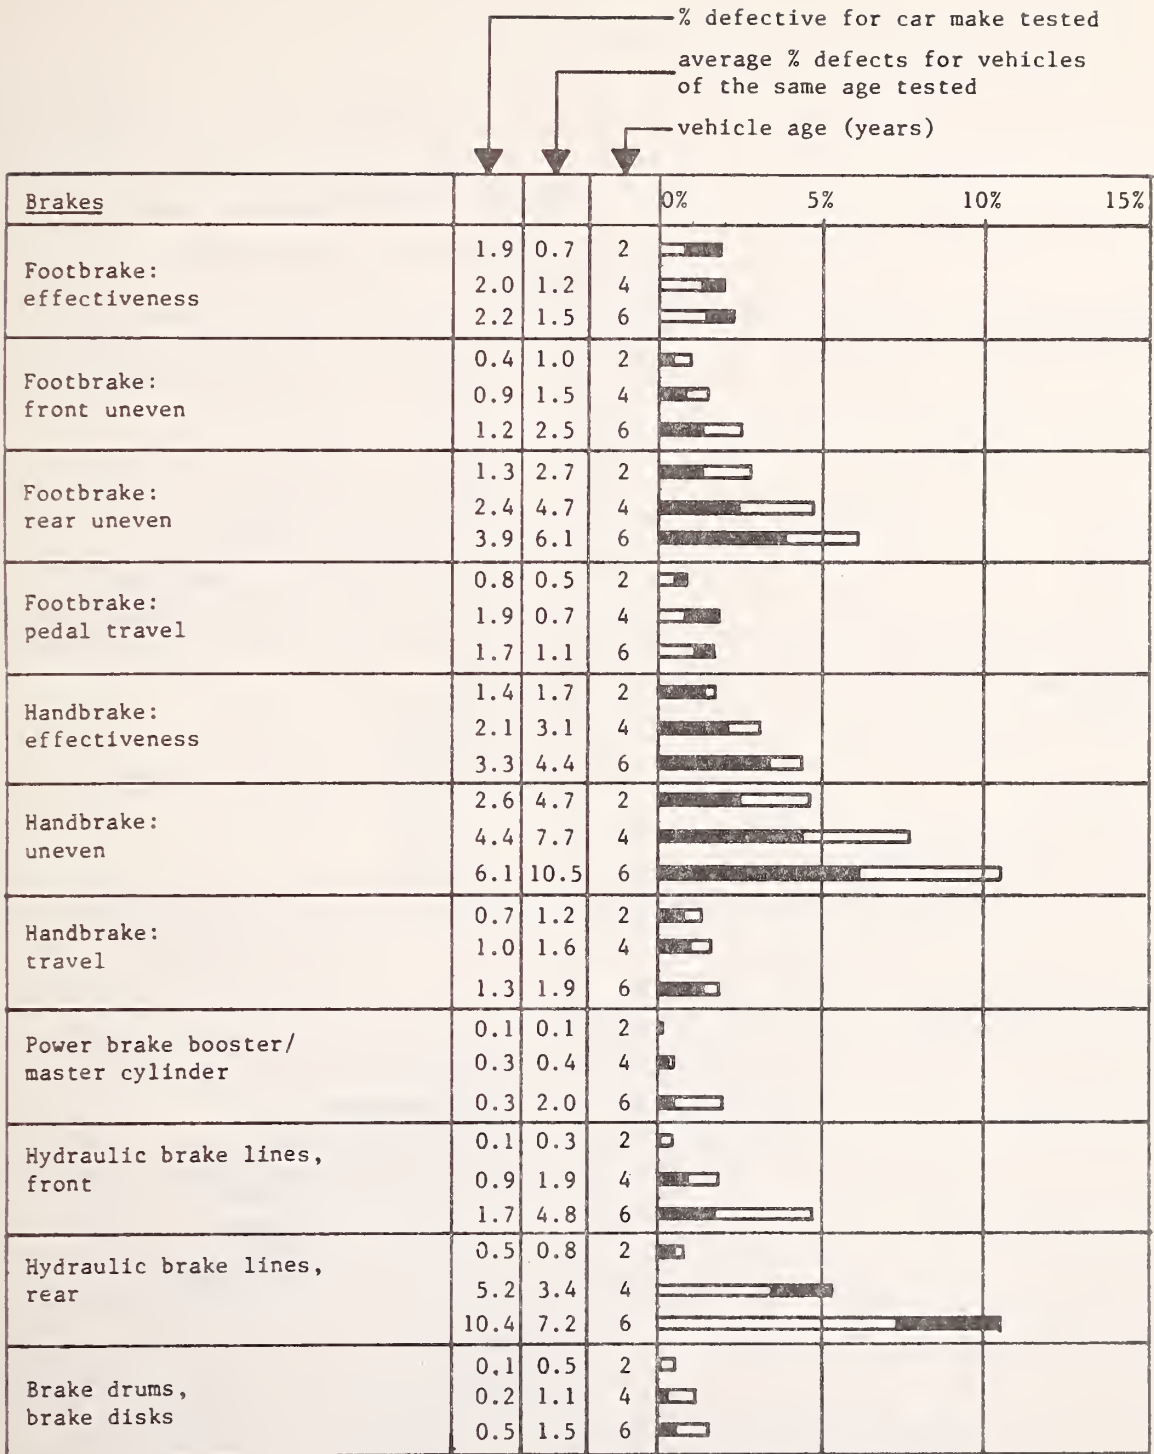 % defective for car make tested
average % defects for vehicles
of the same age tested
vehicle age (years)
Brakes 0% 5% 10% 15%
Footbrake:
effectiveness
1.9 0.7 2
2.0 1.2 4
2.2 1.5 6
Footbrake:
front uneven
0.4 1.0 2
0.9 1.5 4
1.2 2.5 6
Footbrake:
rear uneven
1.3 2.7 2
2.4 4.7 4
3.9 6.1 6
Footbrake:
pedal travel
0.8 0.5 2
1.9 0.7 4
1.7 1.1 6
Handbrake:
effectiveness
1.4 1.7 2
2.1 3.1 4
3.3 4.4 6
Handbrake:
uneven
2.6 4.7 2
4.4 7.7 4
6.1 10.5 6
Handbrake:
travel
0.7 1.2 2
1.0 1.6 4
1.3 1.9 6
Power brake booster/
master cylinder
0.1 0.1 2
0.3 0.4 4
0.3 2.0 6
Hydraulic brake lines,
front
0.1 0.3 2
0.9 1.9 4
1.7 4.8 6
Hydraulic brake lines,
rear
0.5 0.8 2
5.2 3.4 4
10.4 7.2 6
Brake drums,
brake disks
0.1 0.5 2
0.2 1.1 4
0.5 1.5 6